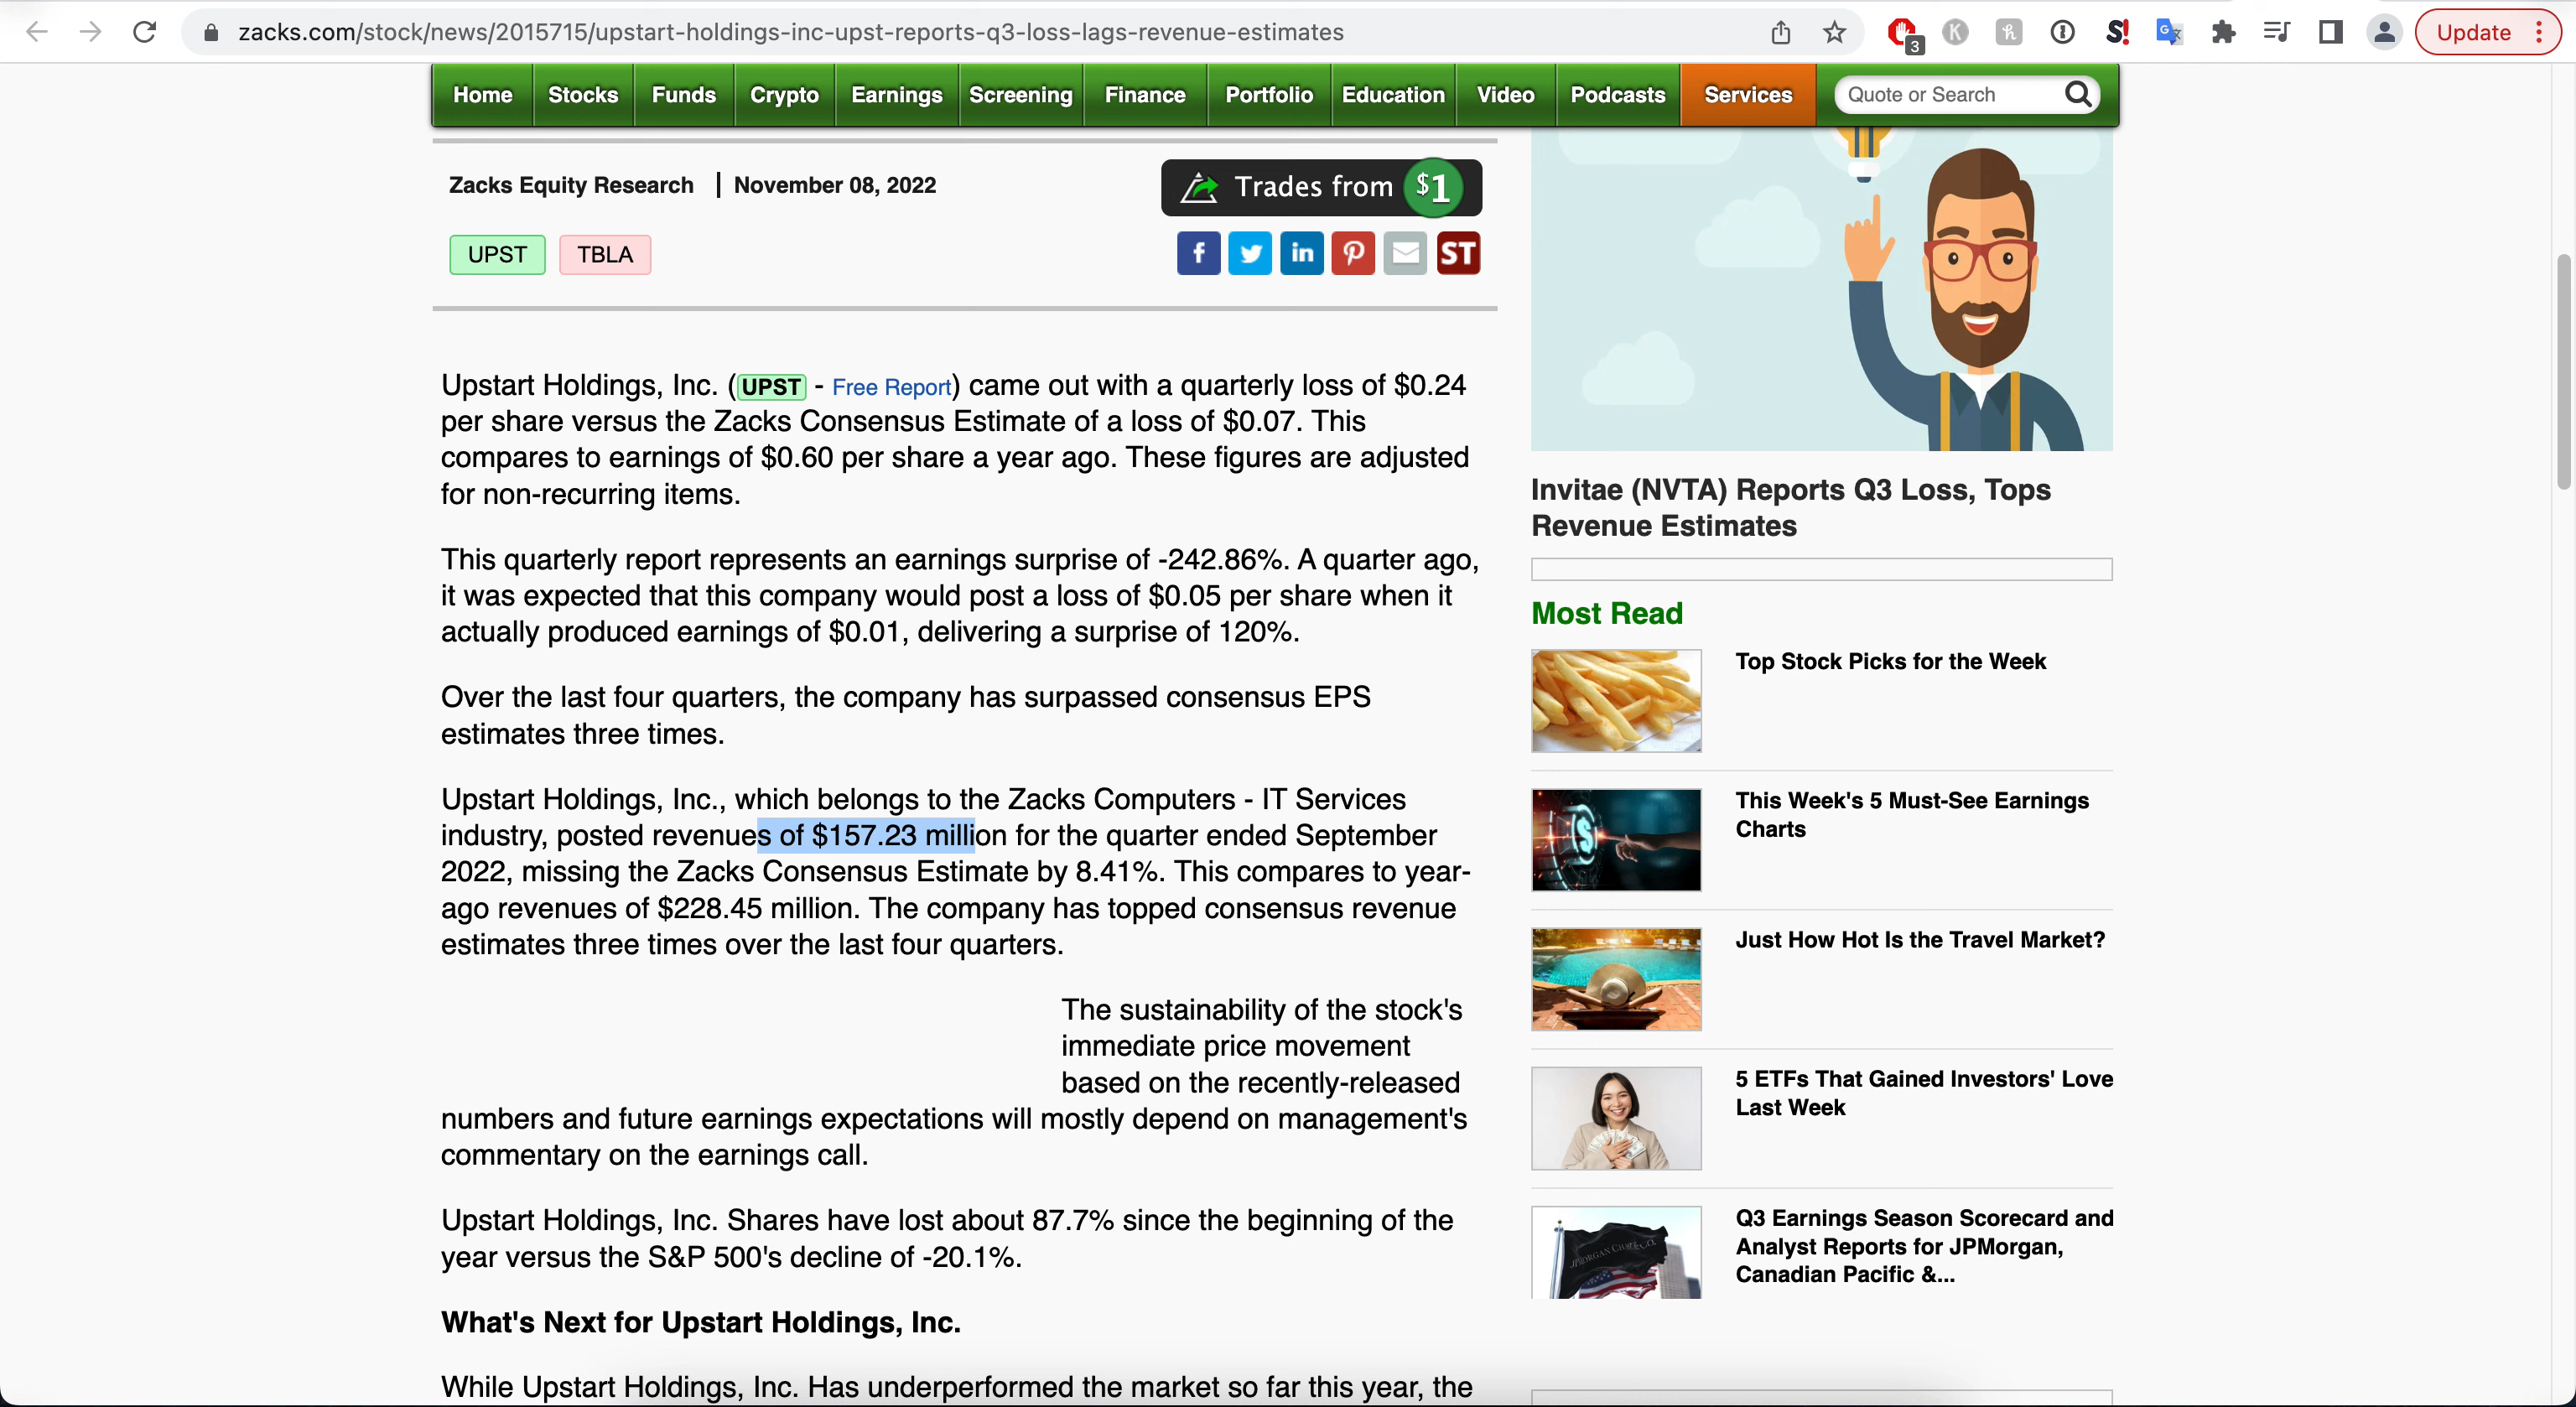 zacks.com/stock/news/2015715/upstart-holdings-inc-upst-reports-q3-loss-lags-revenue-estimates
3
K
h
S!
G
Update
Home
Stocks
Funds
Crypto
Earnings
Screening
Finance
Portfolio
Education
Video
Podcasts
Services
Quote or Search
Zacks Equity Research | November 08, 2022
Trades from $1
UPST
TBLA
f
in
ST
Upstart Holdings, Inc. (UPST - Free Report) came out with a quarterly loss of $0.24
per share versus the Zacks Consensus Estimate of a loss of $0.07. This
compares to earnings of $0.60 per share a year ago. These figures are adjusted
for non-recurring items.
This quarterly report represents an earnings surprise of -242.86%. A quarter ago,
it was expected that this company would post a loss of $0.05 per share when it
actually produced earnings of $0.01, delivering a surprise of 120%.
Over the last four quarters, the company has surpassed consensus EPS
estimates three times.
Upstart Holdings, Inc., which belongs to the Zacks Computers - IT Services
industry, posted revenues of $157.23 million for the quarter ended September
2022, missing the Zacks Consensus Estimate by 8.41%. This compares to year-
ago revenues of $228.45 million. The company has topped consensus revenue
estimates three times over the last four quarters.
The sustainability of the stock's
immediate price movement
based on the recently-released
numbers and future earnings expectations will mostly depend on management's
commentary on the earnings call.
Upstart Holdings, Inc. Shares have lost about 87.7% since the beginning of the
year versus the S&P 500's decline of -20.1%.
What's Next for Upstart Holdings, Inc.
While Upstart Holdings, Inc. Has underperformed the market so far this year, the
Invitae (NVTA) Reports Q3 Loss, Tops
Revenue Estimates
Most Read
Top Stock Picks for the Week
This Week's 5 Must-See Earnings
Charts
Just How Hot Is the Travel Market?
5 ETFs That Gained Investors' Love
Last Week
Q3 Earnings Season Scorecard and
Analyst Reports for JPMorgan,
Canadian Pacific &...